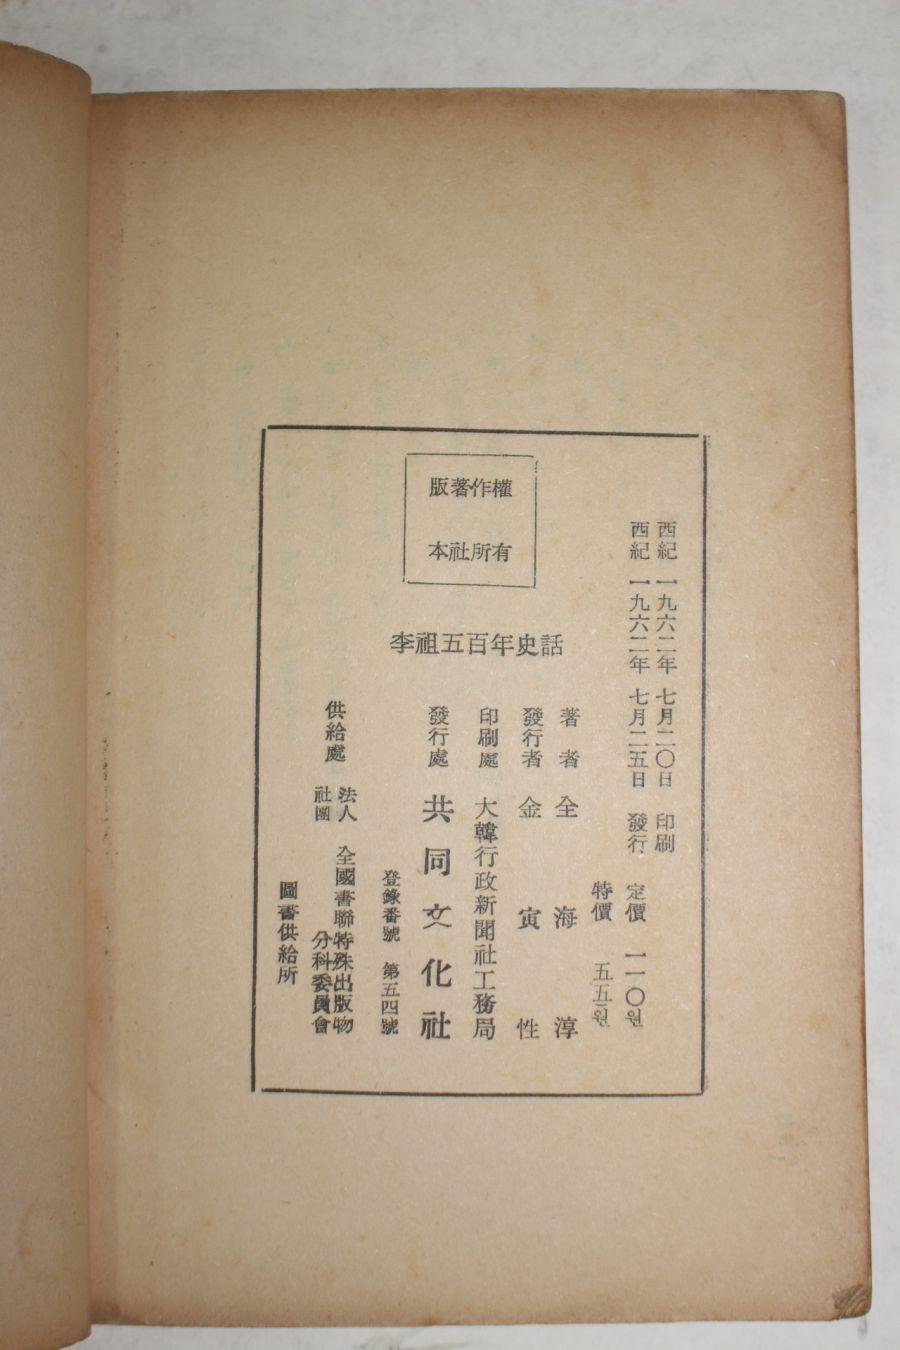 版著作權
本社所有
李祖五百年史話
西紀 一九六二年 七月二〇日 印刷
西紀 一九六二年 七月二五日 發行
定價 一一〇원
特價 五五원
著者 全海淳
發行者 金寅性
印刷處 大韓行政新聞社工務局
發行處 共同文化社
登錄番號 第五四號
供給處 社團法人 全國書聯特殊出版物
分科委員會
圖書供給所